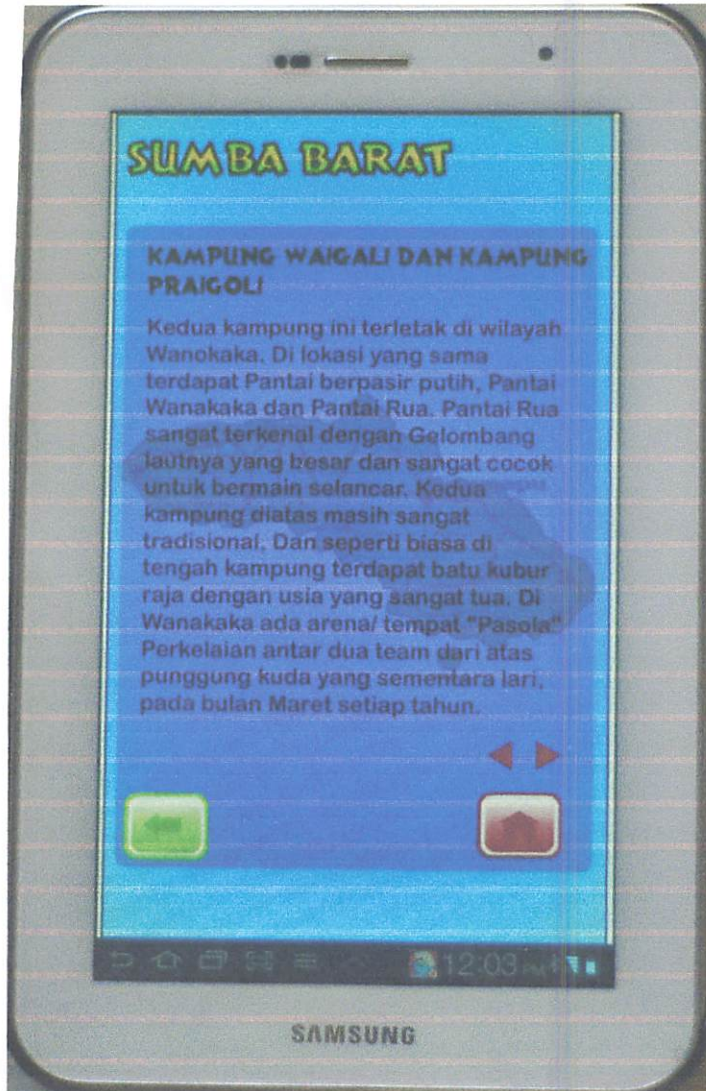 SUMBA BARAT
KAMPUNG WAIGALI DAN KAMPUNG
PRAIGOLI
Kedua kampung ini terletak di wilayah
Wanokaka. Di lokasi yang sama
terdapat Pantai berpasir putih, Pantai
Wanakaka dan Pantai Rua. Pantai Rua
sangat terkenal dengan Gelombang
lautnya yang besar dan sangat cocok
untuk bermain selancar. Kedua
kampung diatas masih sangat
tradisional. Dan seperti biasa di
tengah kampung terdapat batu kubur
raja dengan usia yang sangat tua. Di
Wanakaka ada arena/ tempat "Pasola"
Perkelaian antar dua team dari atas
punggung kuda yang sementara lari,
pada bulan Maret setiap tahun.
12:03 PM
SAMSUNG